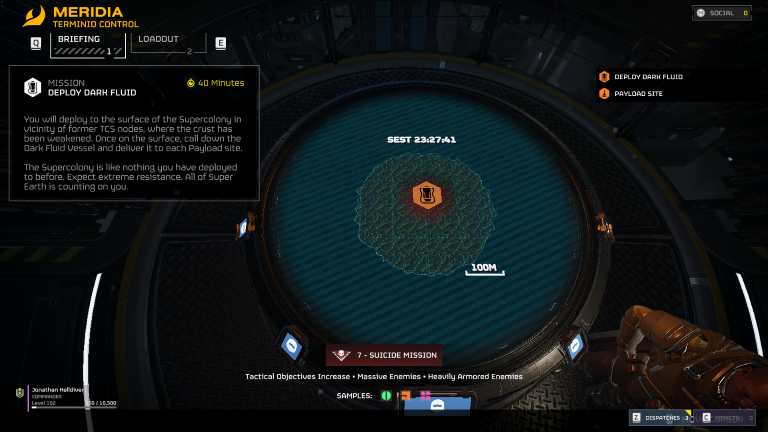 MERIDIA
TERMINID CONTROL
SOCIAL 0
Q
BRIEFING
1
LOADOUT
2
E
MISSION
DEPLOY DARK FLUID
40 Minutes
You will deploy to the surface of the Supercolony in
vicinity of former TCS nodes, where the crust has
been weakened. Once on the surface, call down the
Dark Fluid Vessel and deliver it to each Payload site.
The Supercolony is like nothing you have deployed
to before. Expect extreme resistance. All of Super
Earth is counting on you.
DEPLOY DARK FLUID
PAYLOAD SITE
SEST 23:27:41
100M
7 - SUICIDE MISSION
Tactical Objectives Increase • Massive Enemies • Heavily Armored Enemies
SAMPLES:
Jonathan Helldiver
COMMANDER
Level 102
/ 10,500
Z DISPATCHES 3
C